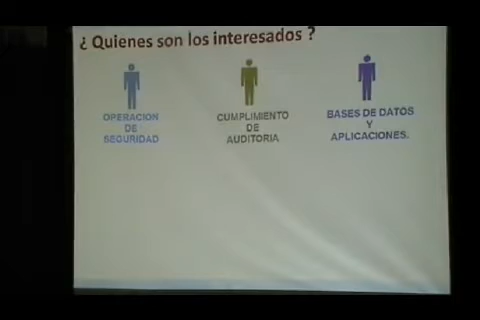 ¿ Quienes son los interesados ?
OPERACION
DE
SEGURIDAD
CUMPLIMIENTO
DE
AUDITORIA
BASES DE DATOS
Y
APLICACIONES.